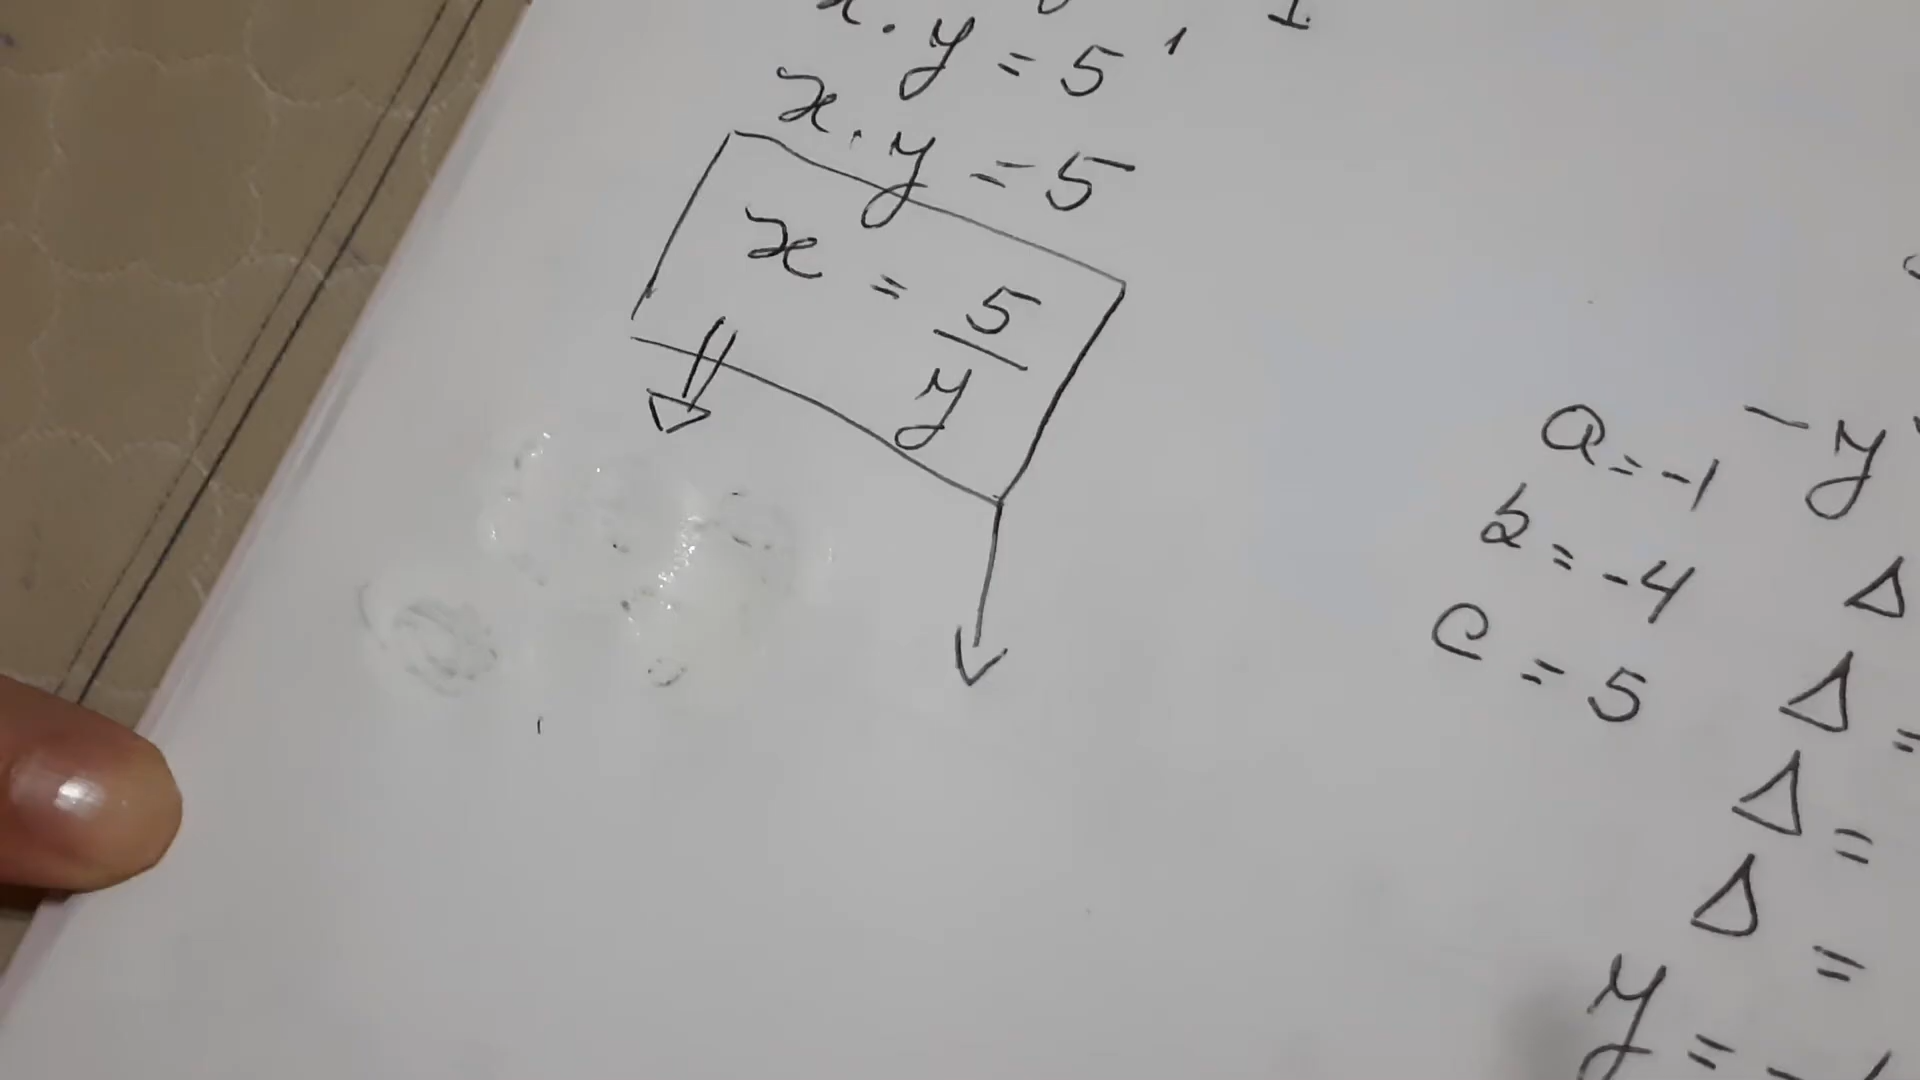 x.y = 5
x.y = 5
x = 5/y
a = -1
b = -4
c = 5
-y
Δ
Δ =
Δ =
Δ =
y = -